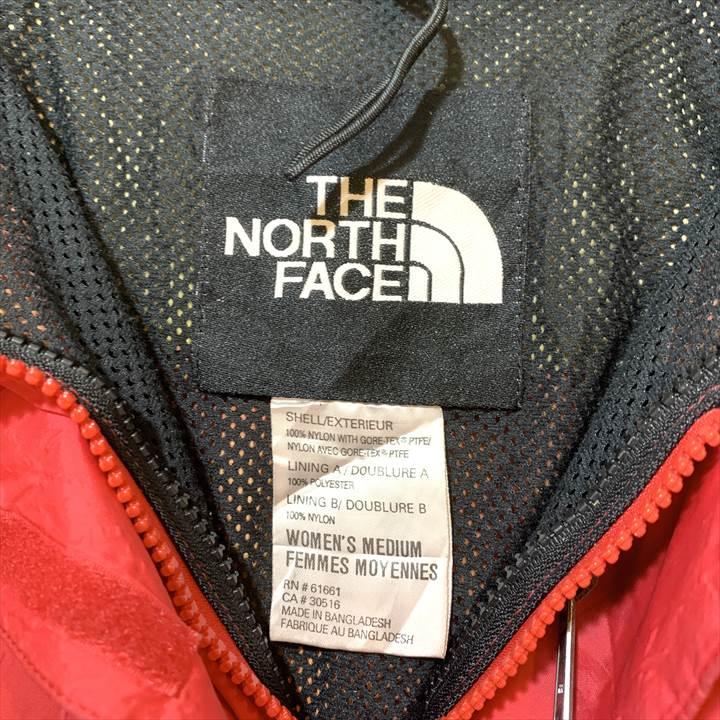 THE
NORTH
FACE
SHELL/EXTERIEUR
100% NYLON WITH GORE-TEX® PTFE/
NYLON AVEC GORE-TEX® PTFE
LINING A/ DOUBLURE A
100% POLYESTER
LINING B/ DOUBLURE B
100% NYLON
WOMEN'S MEDIUM
FEMMES MOYENNES
RN # 61661
CA # 30516
MADE IN BANGLADESH
FABRIQUE AU BANGLADESH